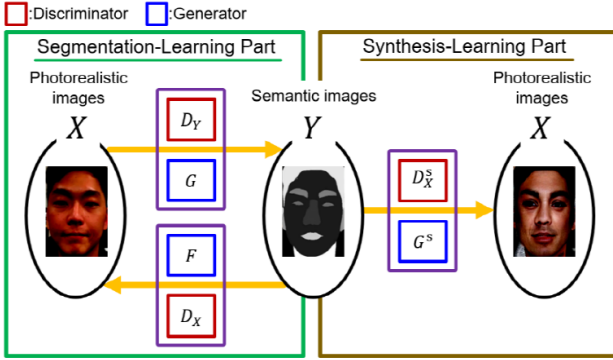 :Discriminator :Generator
Segmentation-Learning Part
Synthesis-Learning Part
Photorealistic
images
X
Semantic images
Y
Photorealistic
images
X
D_Y
G
F
D_X
D_X^s
G^s